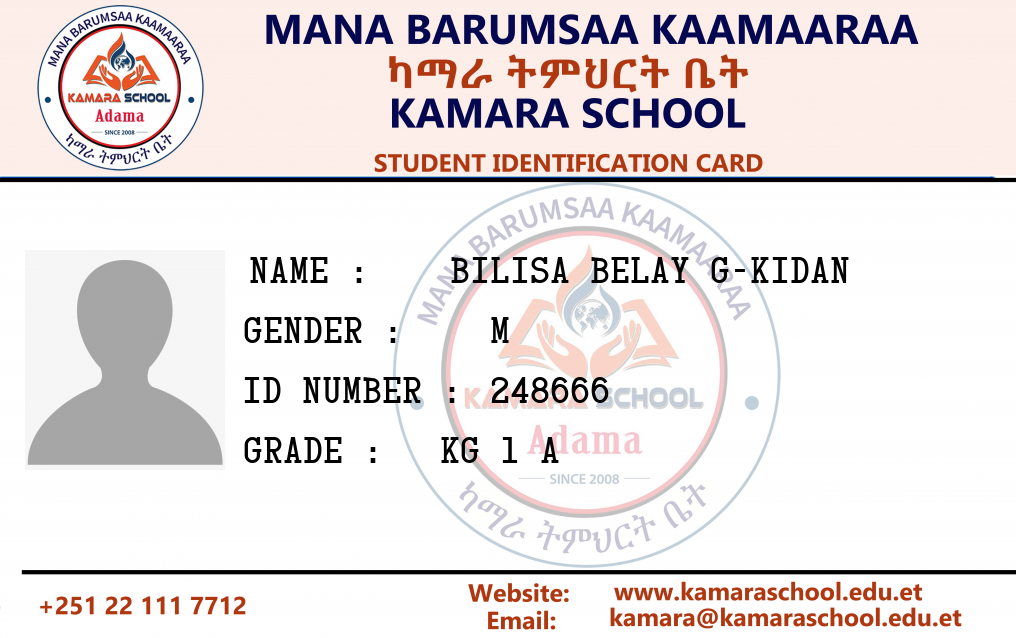 MANA BARUMSAA KAAMAARAA
KAMARA SCHOOL
Adama
SINCE 2008
ካማራ ትምህርት ቤት
MANA BARUMSAA KAAMAARAA
ካማራ ትምህርት ቤት
KAMARA SCHOOL
STUDENT IDENTIFICATION CARD
MANA BARUMSAA KAAMAARAA
KAMARA SCHOOL
Adama
SINCE 2008
ካማራ ትምህርት ቤት
NAME : BILISA BELAY G-KIDAN
GENDER : M
ID NUMBER : 248666
GRADE : KG 1 A
+251 22 111 7712
Website: www.kamaraschool.edu.et
Email: kamara@kamaraschool.edu.et